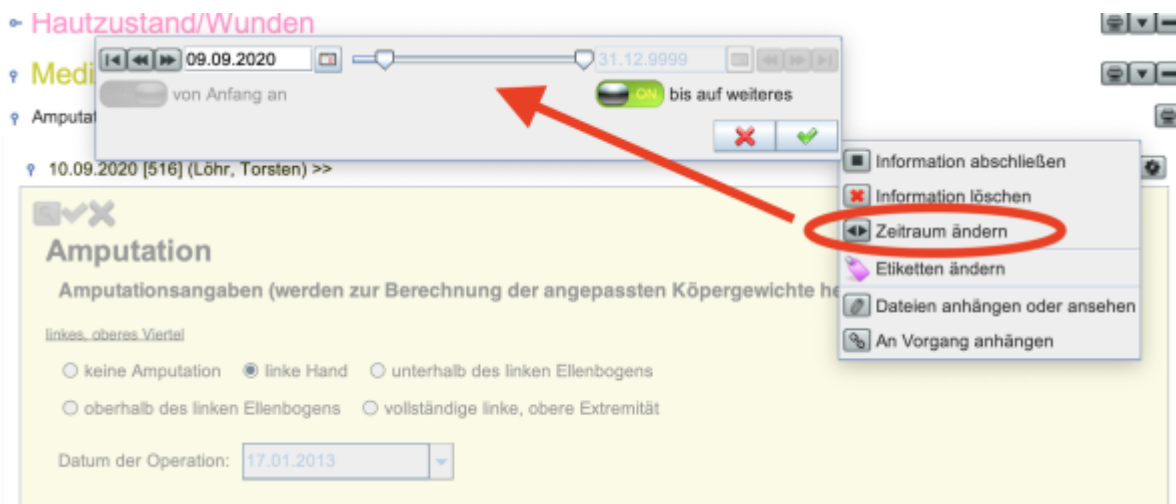 Hautzustand/Wunden
09.09.2020
31.12.9999
Medi
von Anfang an
ON
bis auf weiteres
Amputat
10.09.2020 [516] (Löhr, Torsten) >>
Information abschließen
Information löschen
Zeitraum ändern
Etiketten ändern
Dateien anhängen oder ansehen
An Vorgang anhängen
Amputation
Amputationsangaben (werden zur Berechnung der angepassten Köpergewichte he
linkes, oberes Viertel
keine Amputation linke Hand unterhalb des linken Ellenbogens
oberhalb des linken Ellenbogens vollständige linke, obere Extremität
Datum der Operation: 17.01.2013